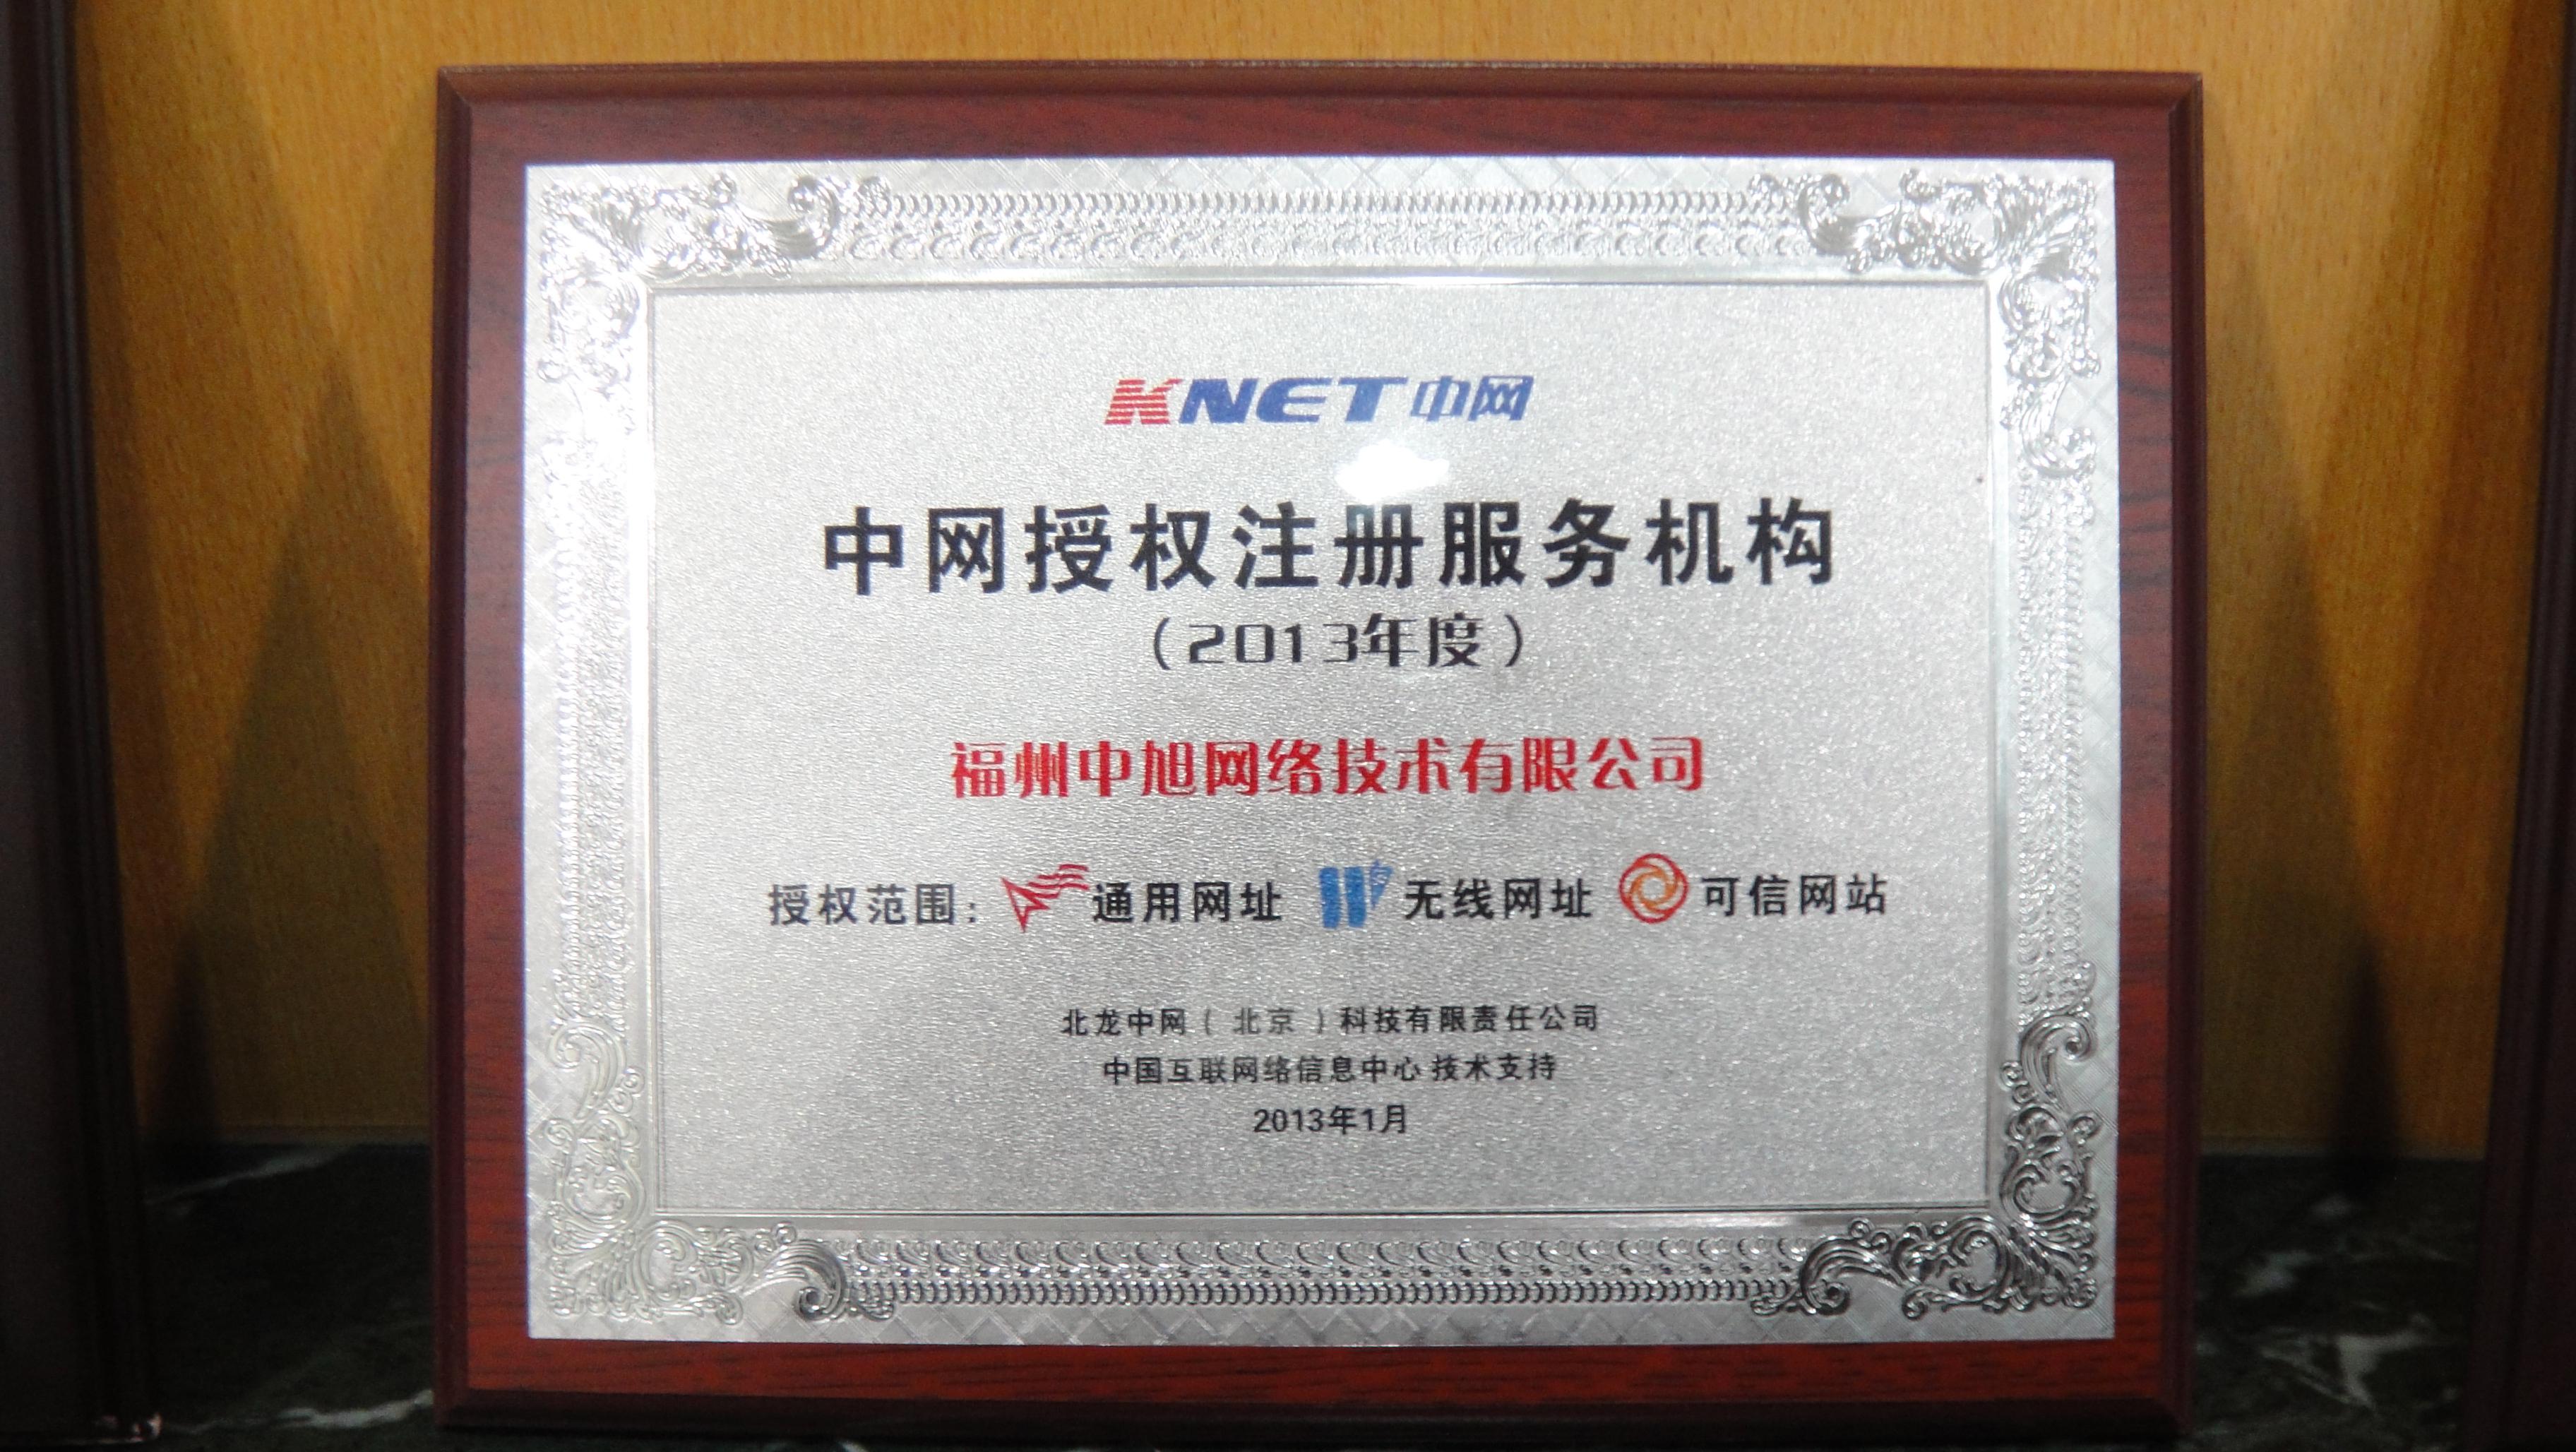 KNET中网
中网授权注册服务机构
（2013年度）
福州中旭网络技术有限公司
授权范围：通用网址 无线网址 可信网站
北龙中网（北京）科技有限责任公司
中国互联网络信息中心 技术支持
2013年1月